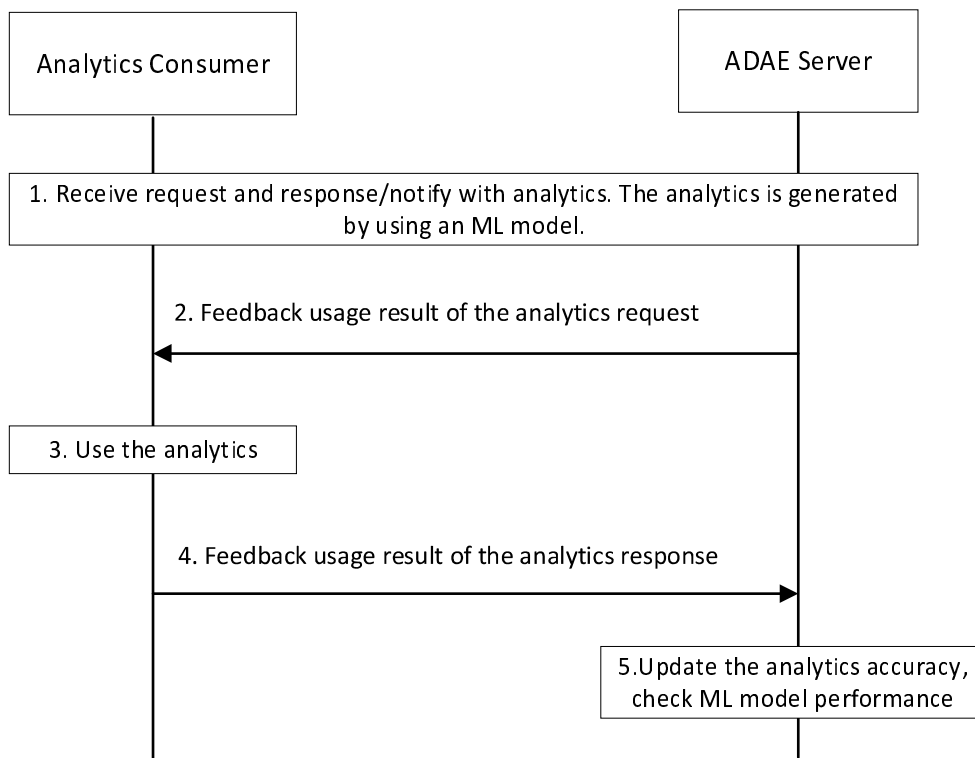 Analytics Consumer
ADAE Server
1. Receive request and response/notify with analytics. The analytics is generated
by using an ML model.
2. Feedback usage result of the analytics request
3. Use the analytics
4. Feedback usage result of the analytics response
5.Update the analytics accuracy,
check ML model performance